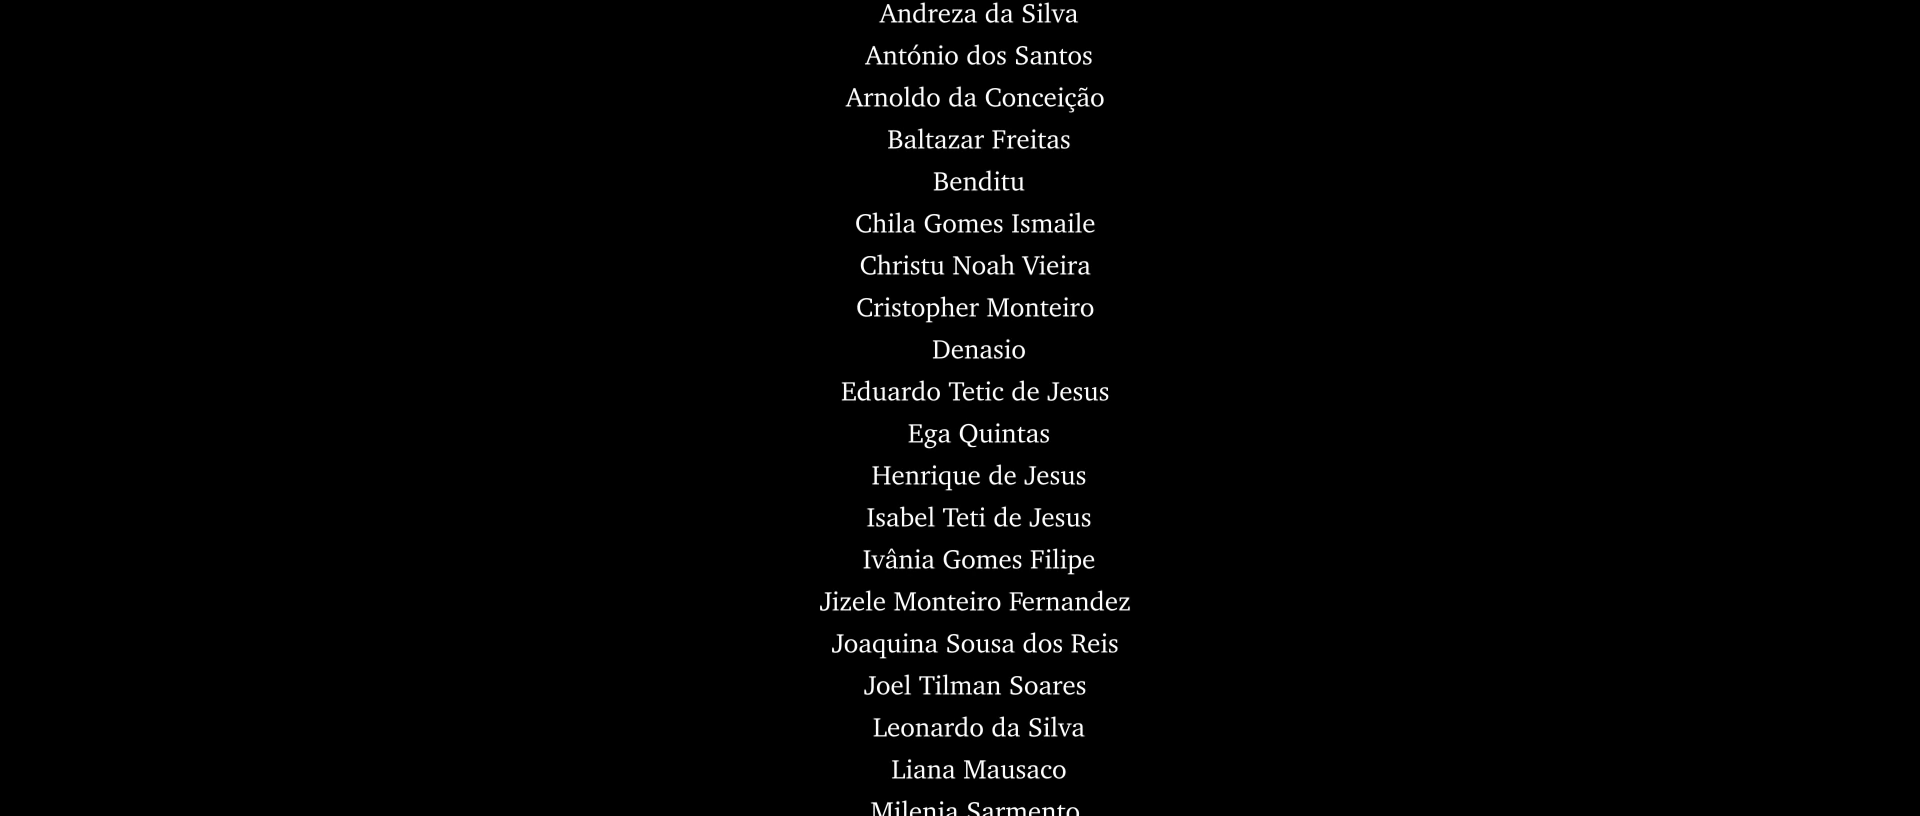 Andreza da Silva
António dos Santos
Arnoldo da Conceição
Baltazar Freitas
Benditu
Chila Gomes Ismaile
Christu Noah Vieira
Cristopher Monteiro
Denasio
Eduardo Tetic de Jesus
Ega Quintas
Henrique de Jesus
Isabel Teti de Jesus
Ivânia Gomes Filipe
Jizele Monteiro Fernandez
Joaquina Sousa dos Reis
Joel Tilman Soares
Leonardo da Silva
Liana Mausaco
Milenia Sarmento